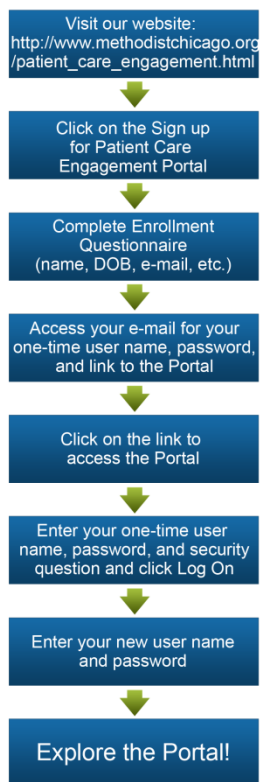 Visit our website:
http://www.methodistchicago.org
/patient_care_engagement.html
Click on the Sign up
for Patient Care
Engagement Portal
Complete Enrollment
Questionnaire
(name, DOB, e-mail, etc.)
Access your e-mail for your
one-time user name, password,
and link to the Portal
Click on the link to
access the Portal
Enter your one-time user
name, password, and security
question and click Log On
Enter your new user name
and password
Explore the Portal!